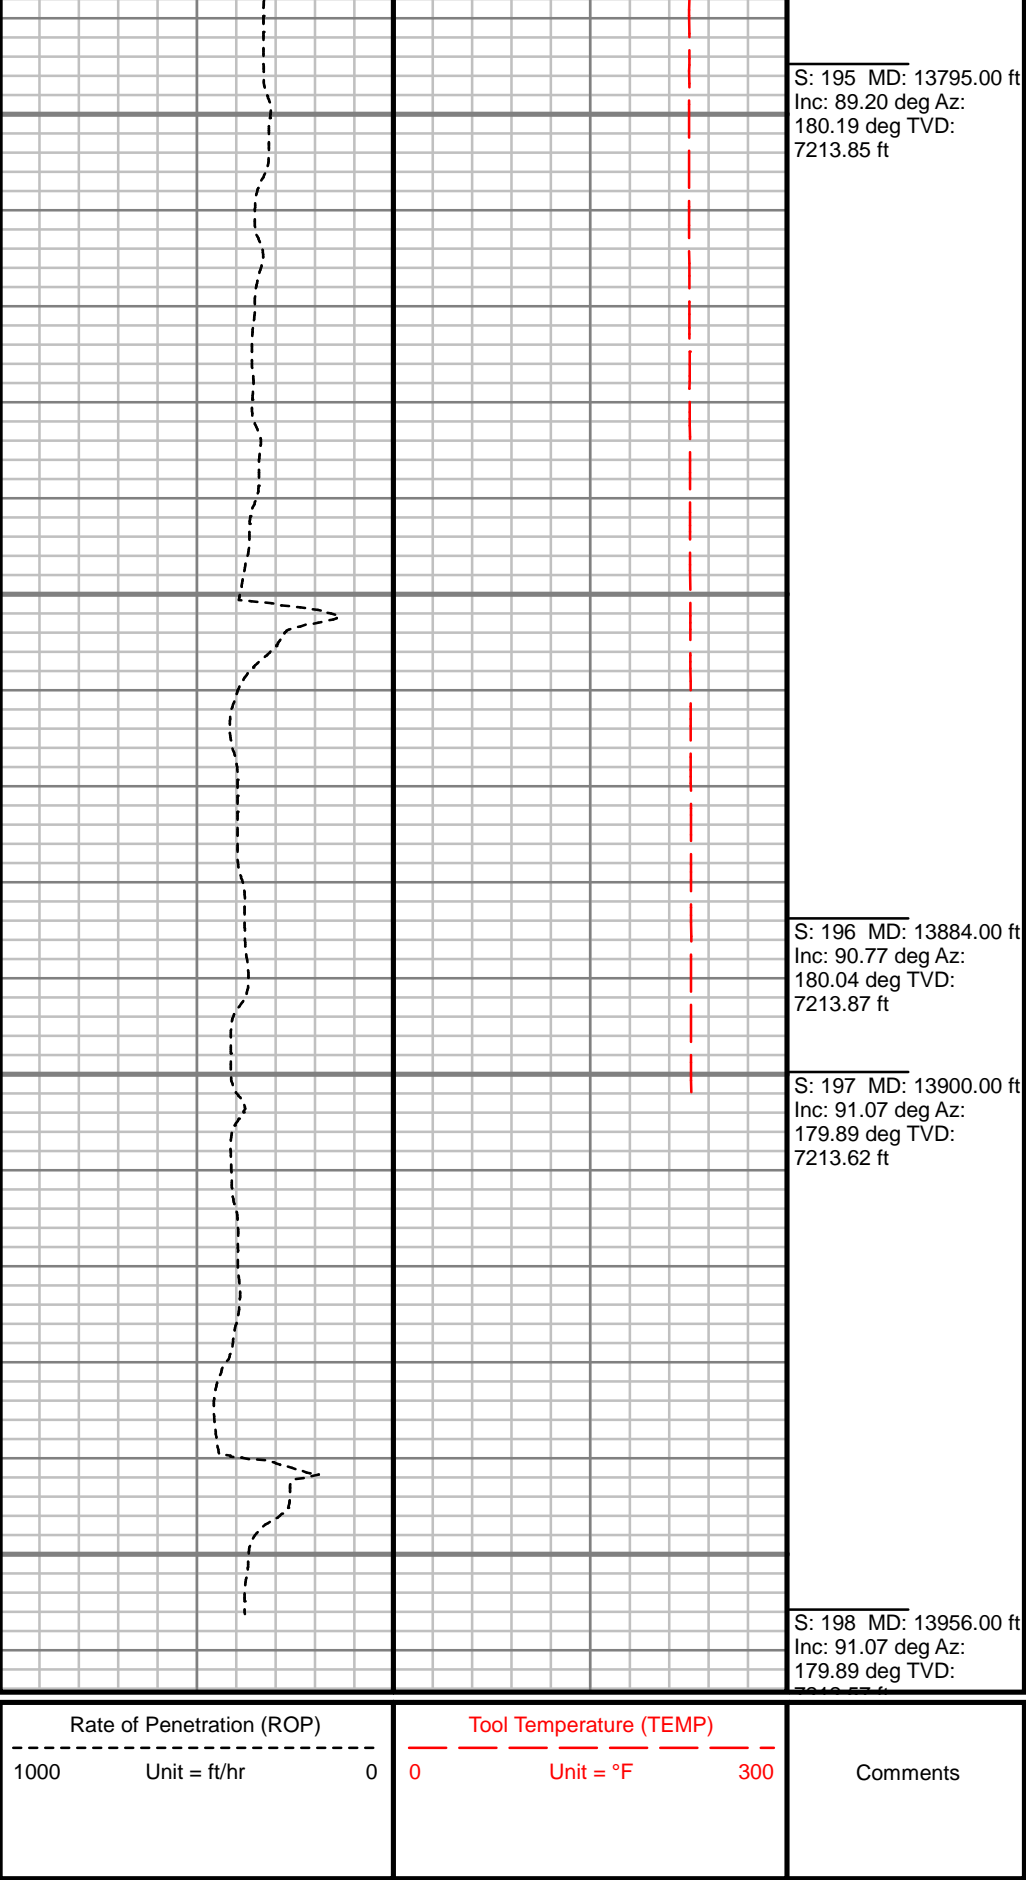 S: 195 MD: 13795.00 ft
Inc: 89.20 deg Az:
180.19 deg TVD:
7213.85 ft
S: 196 MD: 13884.00 ft
Inc: 90.77 deg Az:
180.04 deg TVD:
7213.87 ft
S: 197 MD: 13900.00 ft
Inc: 91.07 deg Az:
179.89 deg TVD:
7213.62 ft
S: 198 MD: 13956.00 ft
Inc: 91.07 deg Az:
179.89 deg TVD:
Rate of Penetration (ROP)
1000 Unit = ft/hr 0
Tool Temperature (TEMP)
0 Unit = °F 300
Comments